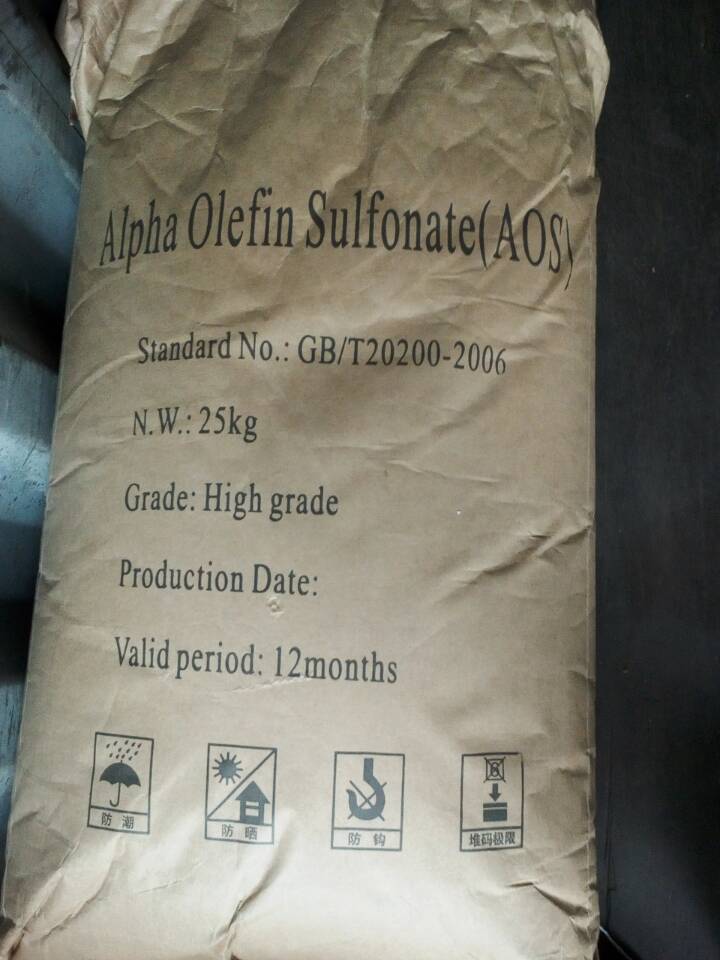 Alpha Olefin Sulfonate(AOS)
Standard No.: GB/T20200-2006
N.W.: 25kg
Grade: High grade
Production Date:
Valid period: 12months
防 潮 防 晒 防 钩 堆码极限